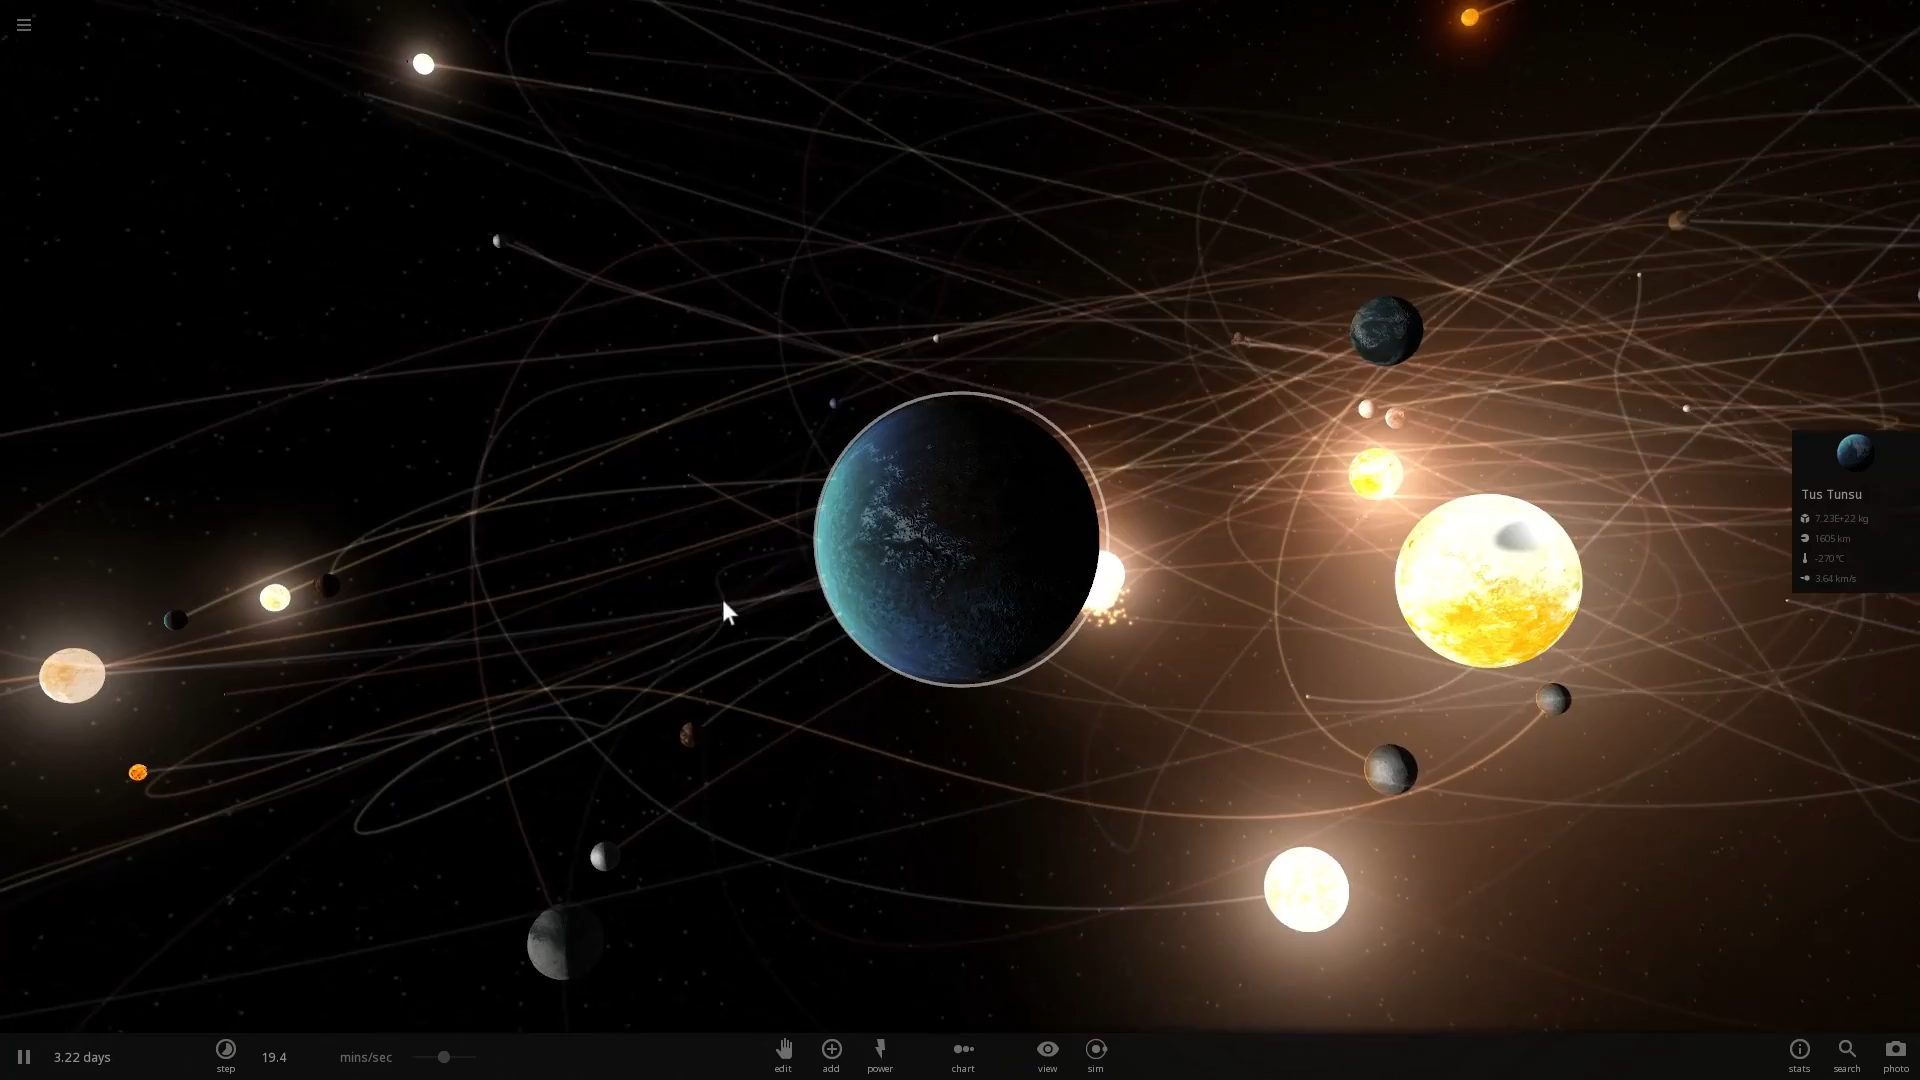 Tus Tunsu
7.23E+22 kg
1605 km
-270 °C
3.64 km/s
3.22 days
step
19.4
mins/sec
edit
add
power
chart
view
sim
stats
search
photo